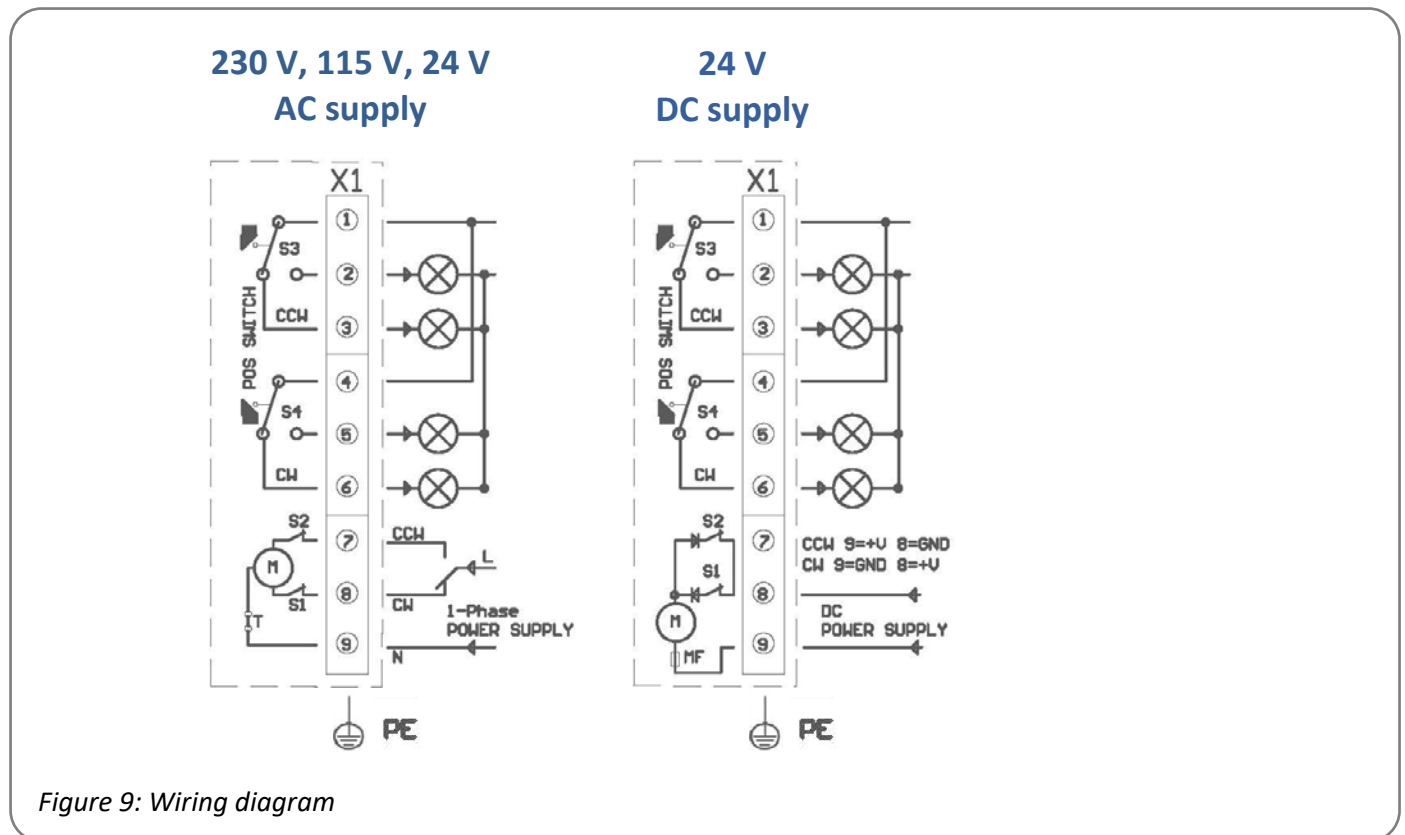 230 V, 115 V, 24 V
AC supply
X1
1
S3
2
CCW
3
POS SWITCH
4
S4
5
CW
6
S2
7
CCW
L
M
8
S1
CW
1-Phase
POWER SUPPLY
IT
9
N
PE
24 V
DC supply
X1
1
S3
2
CCW
3
POS SWITCH
4
S4
5
CW
6
S2
7
CCW 9=+V 8=GND
CW 9=GND 8=+V
S1
8
DC
POWER SUPPLY
M
9
MF
PE
Figure 9: Wiring diagram